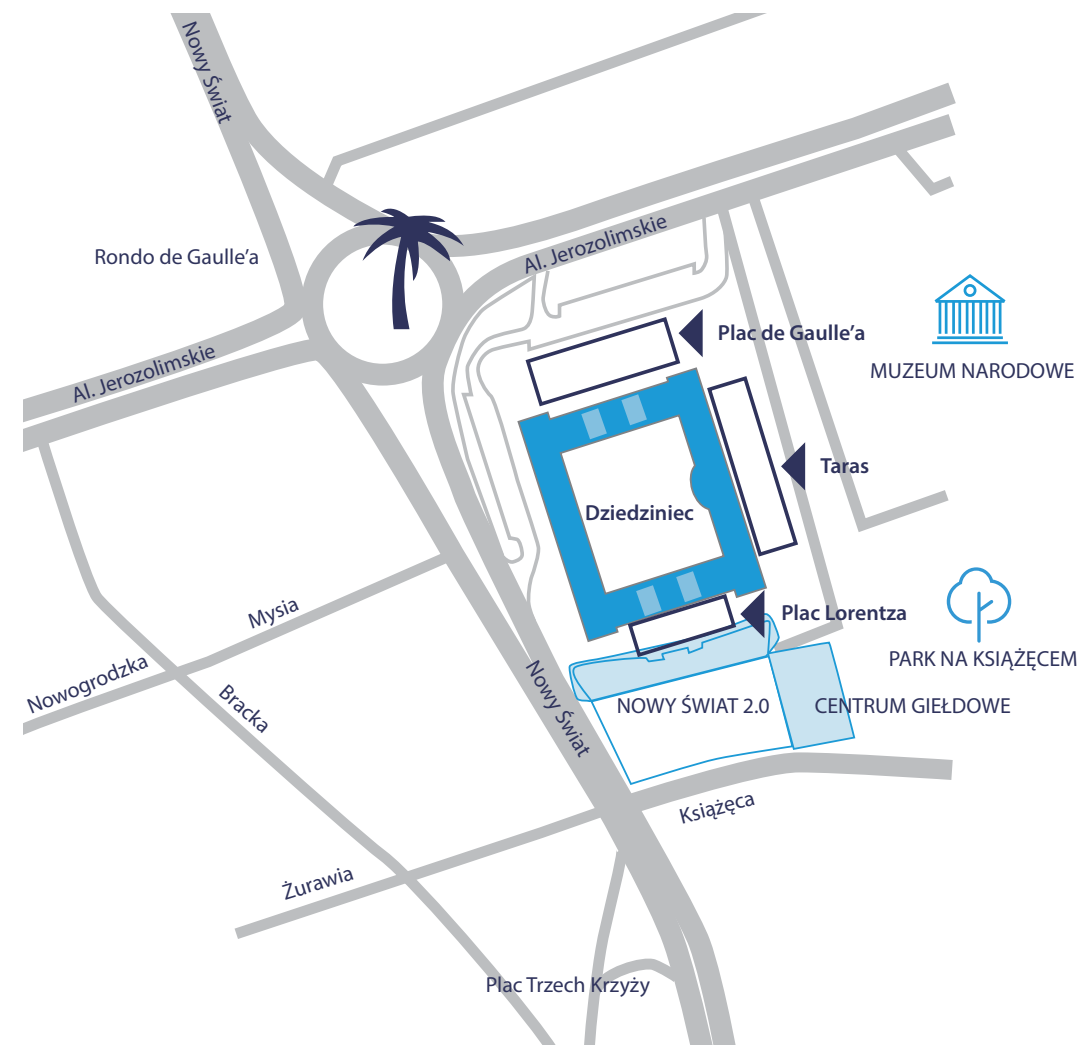 Nowy Świat
Rondo de Gaulle'a
Al. Jerozolimskie
Al. Jerozolimskie
Plac de Gaulle'a
MUZEUM NARODOWE
Taras
Dziedziniec
Mysia
Plac Lorentza
PARK NA KSIĄŻĘCEM
Nowogrodzka
Bracka
Nowy Świat
NOWY ŚWIAT 2.0
CENTRUM GIEŁDOWE
Książęca
Żurawia
Plac Trzech Krzyży